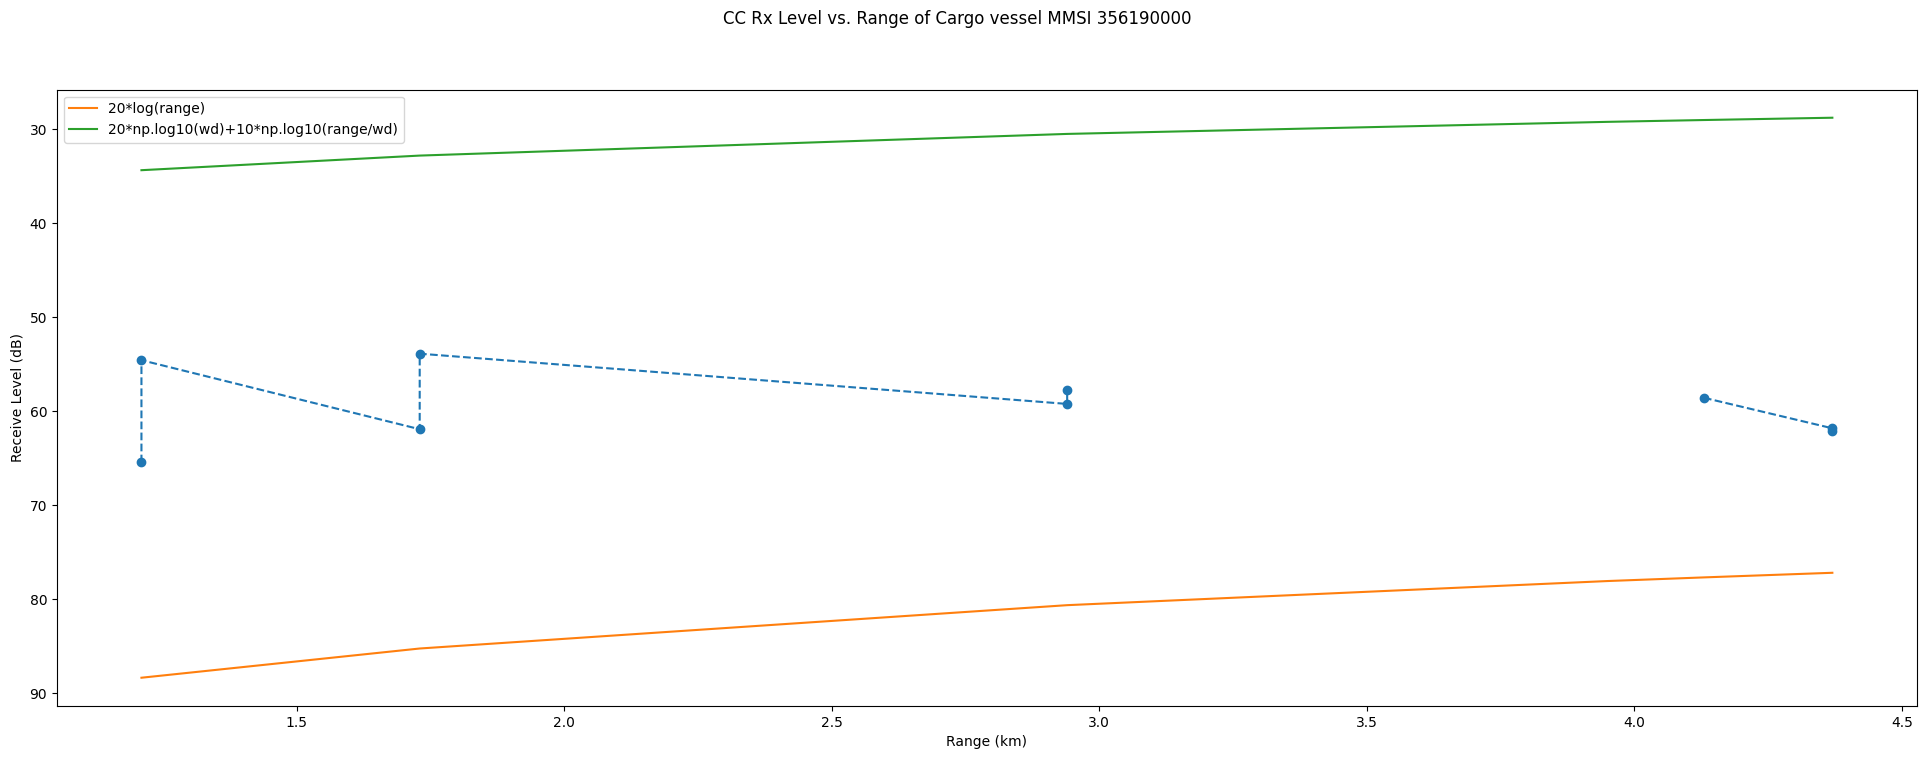 CC Rx Level vs. Range of Cargo vessel MMSI 356190000
20*log(range)
20*np.log10(wd)+10*np.log10(range/wd)
30
40
50
60
70
80
90
Receive Level (dB)
1.5
2.0
2.5
3.0
3.5
4.0
4.5
Range (km)